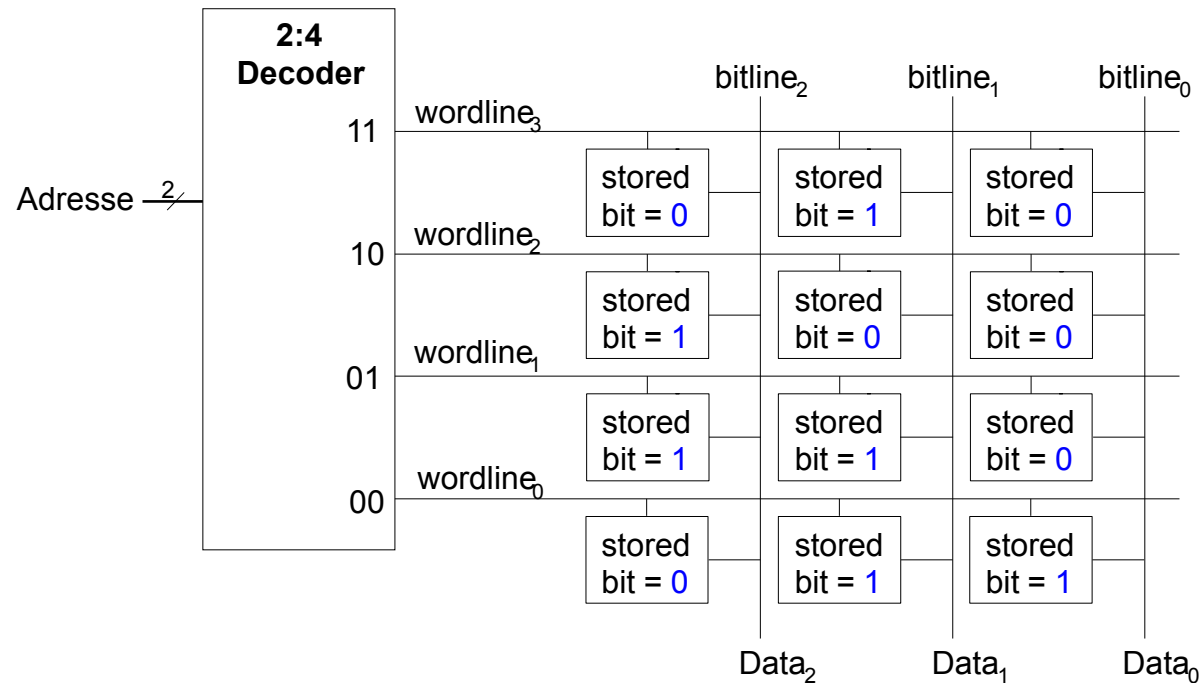 2:4
Decoder
bitline2 bitline1 bitline0
11 wordline3
Adresse 2
stored stored stored
bit = 0 bit = 1 bit = 0
wordline2
10
stored stored stored
bit = 1 bit = 0 bit = 0
wordline1
01
stored stored stored
bit = 1 bit = 1 bit = 0
wordline0
00
stored stored stored
bit = 0 bit = 1 bit = 1
Data2 Data1 Data0